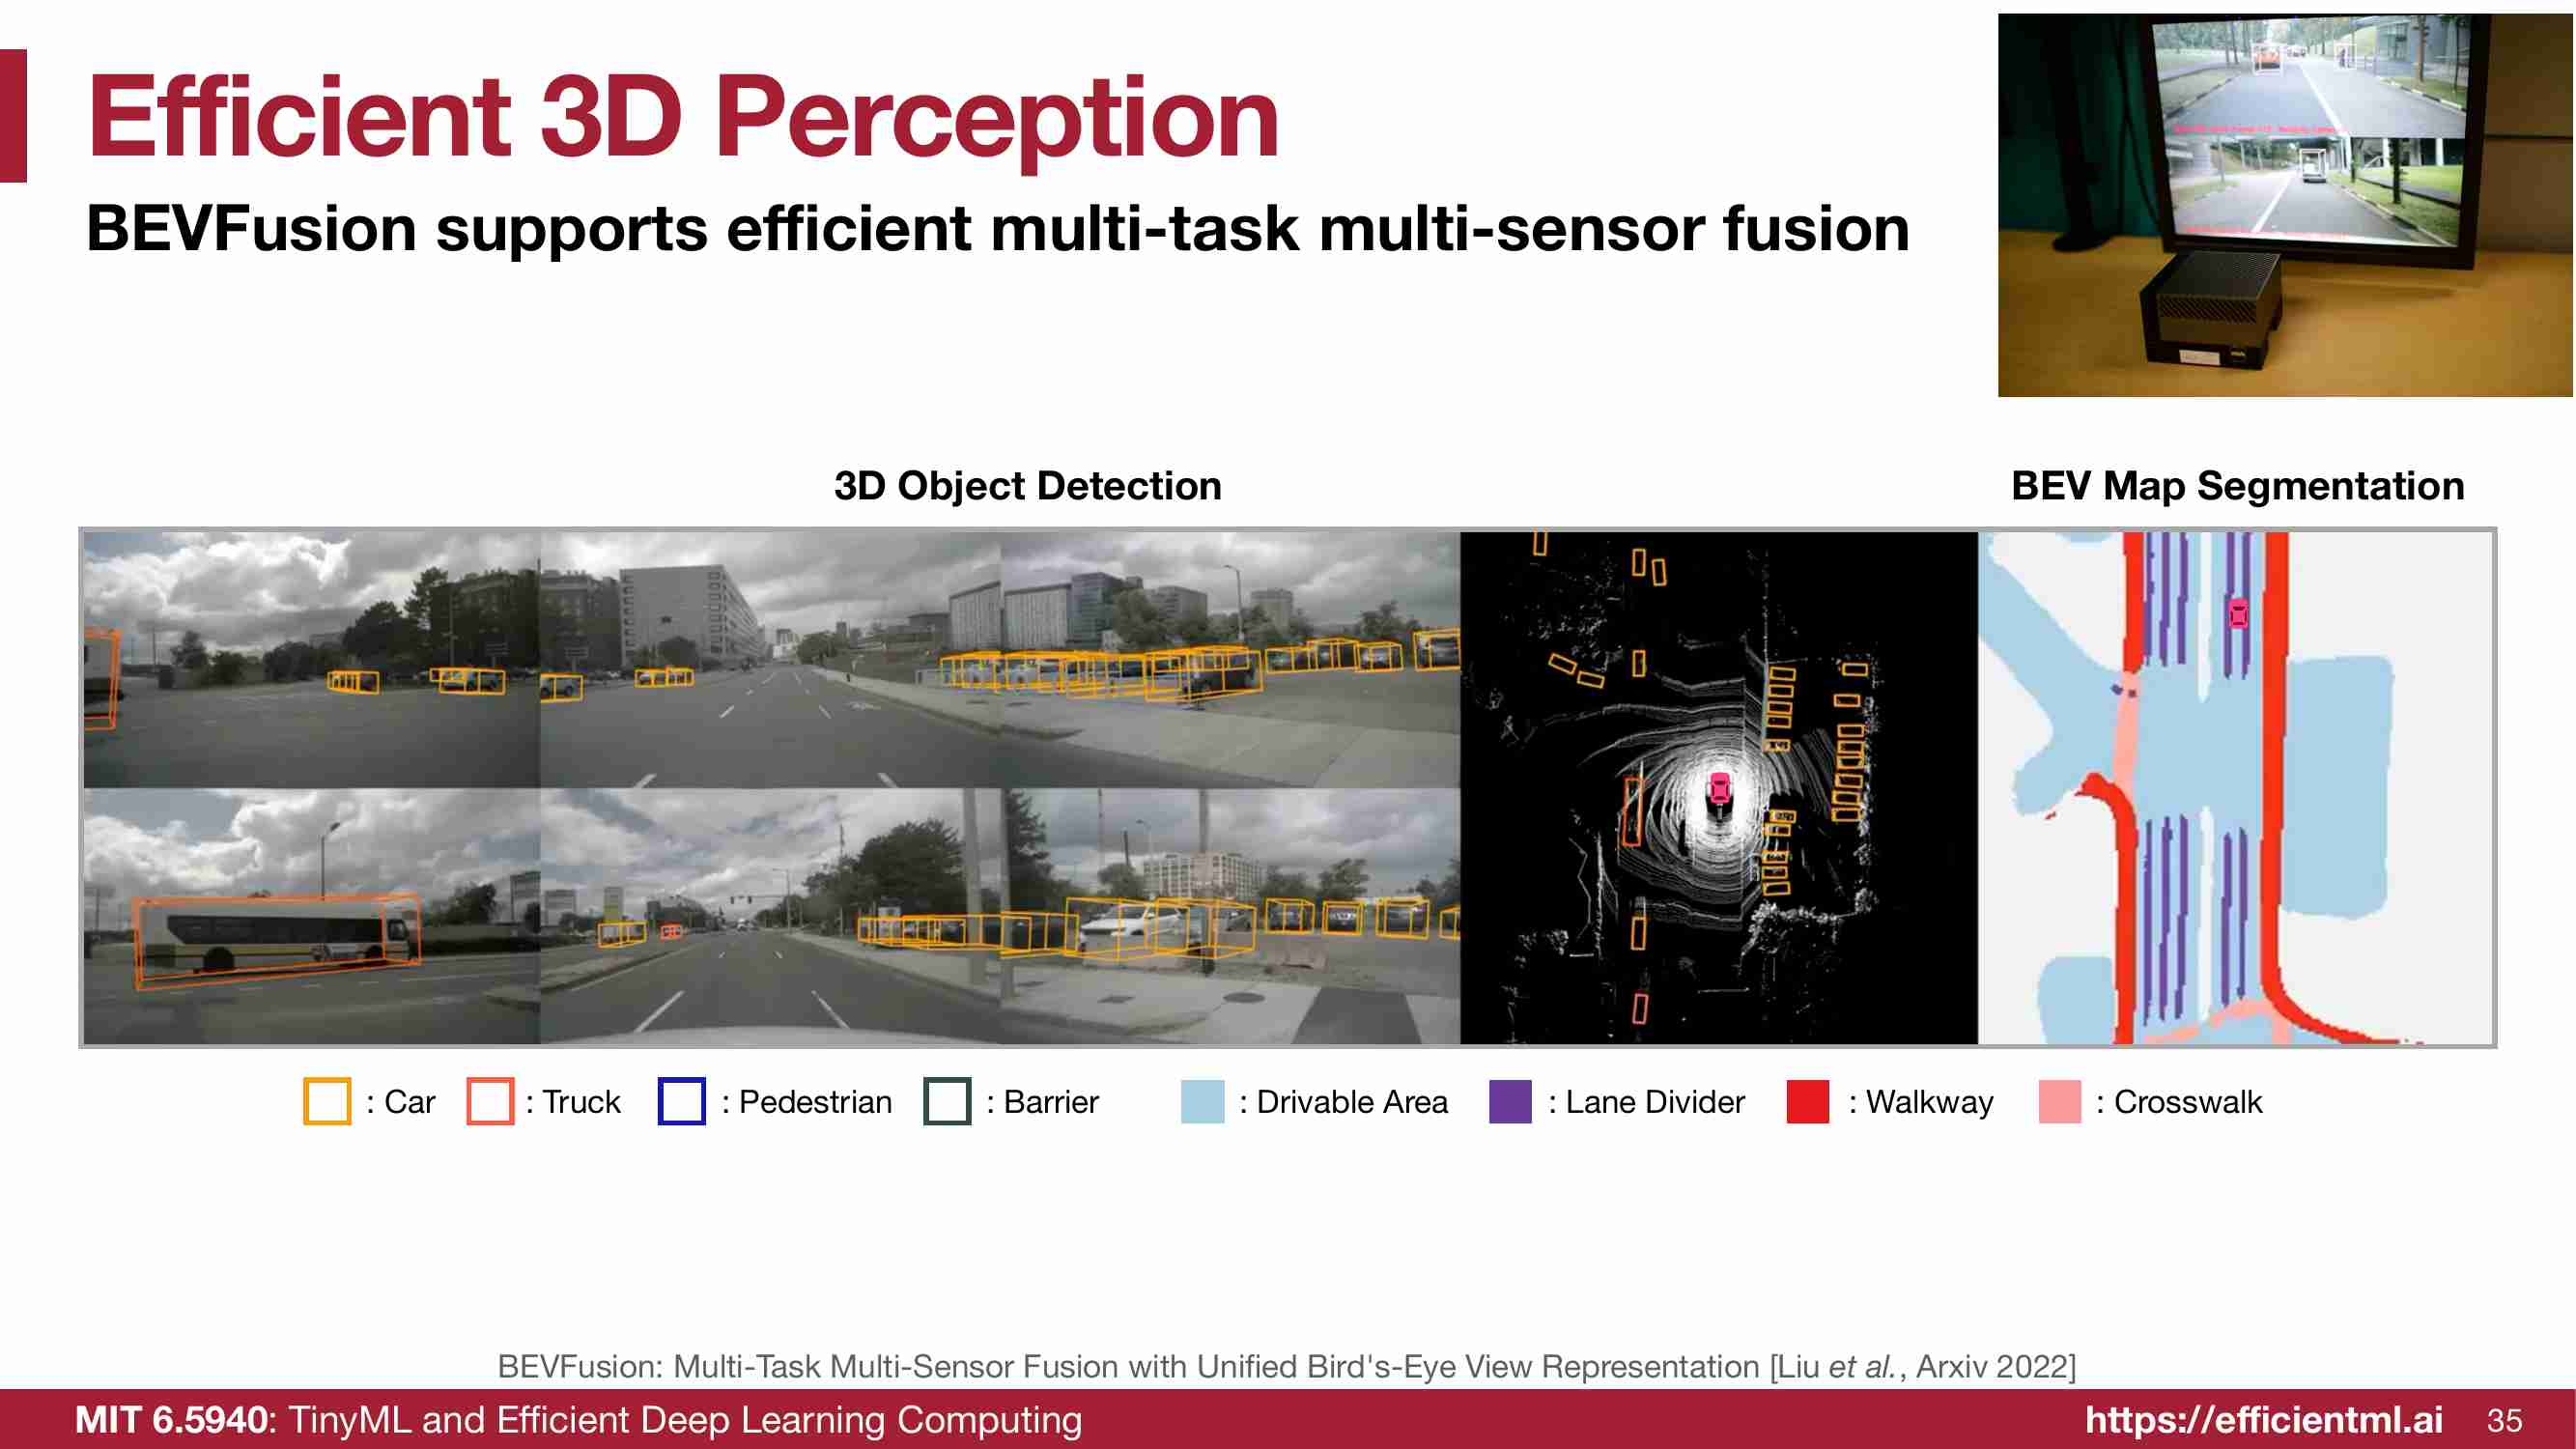 Efficient 3D Perception
BEVFusion supports efficient multi-task multi-sensor fusion
3D Object Detection
BEV Map Segmentation
: Car : Truck : Pedestrian : Barrier : Drivable Area : Lane Divider : Walkway : Crosswalk
BEVFusion: Multi-Task Multi-Sensor Fusion with Unified Bird's-Eye View Representation [Liu et al., Arxiv 2022]
MIT 6.5940: TinyML and Efficient Deep Learning Computing
https://efficientml.ai 35